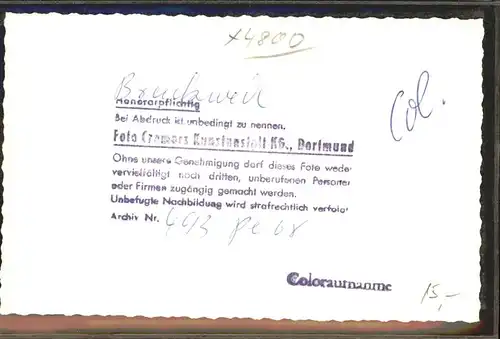 x4800
Honorarpflichtig
Col.
Bei Abdruck ist unbedingt zu nennen.
Foto Cramers Kunstanstalt KG., Dortmund
Ohne unsere Genehmigung darf dieses Foto weder
vervielfältigt noch dritten, unberufenen Personen
oder Firmen zugängig gemacht werden.
Unbefugte Nachbildung wird strafrechtlich verfolgt
Archiv Nr.
Coloraufnahme
15,-